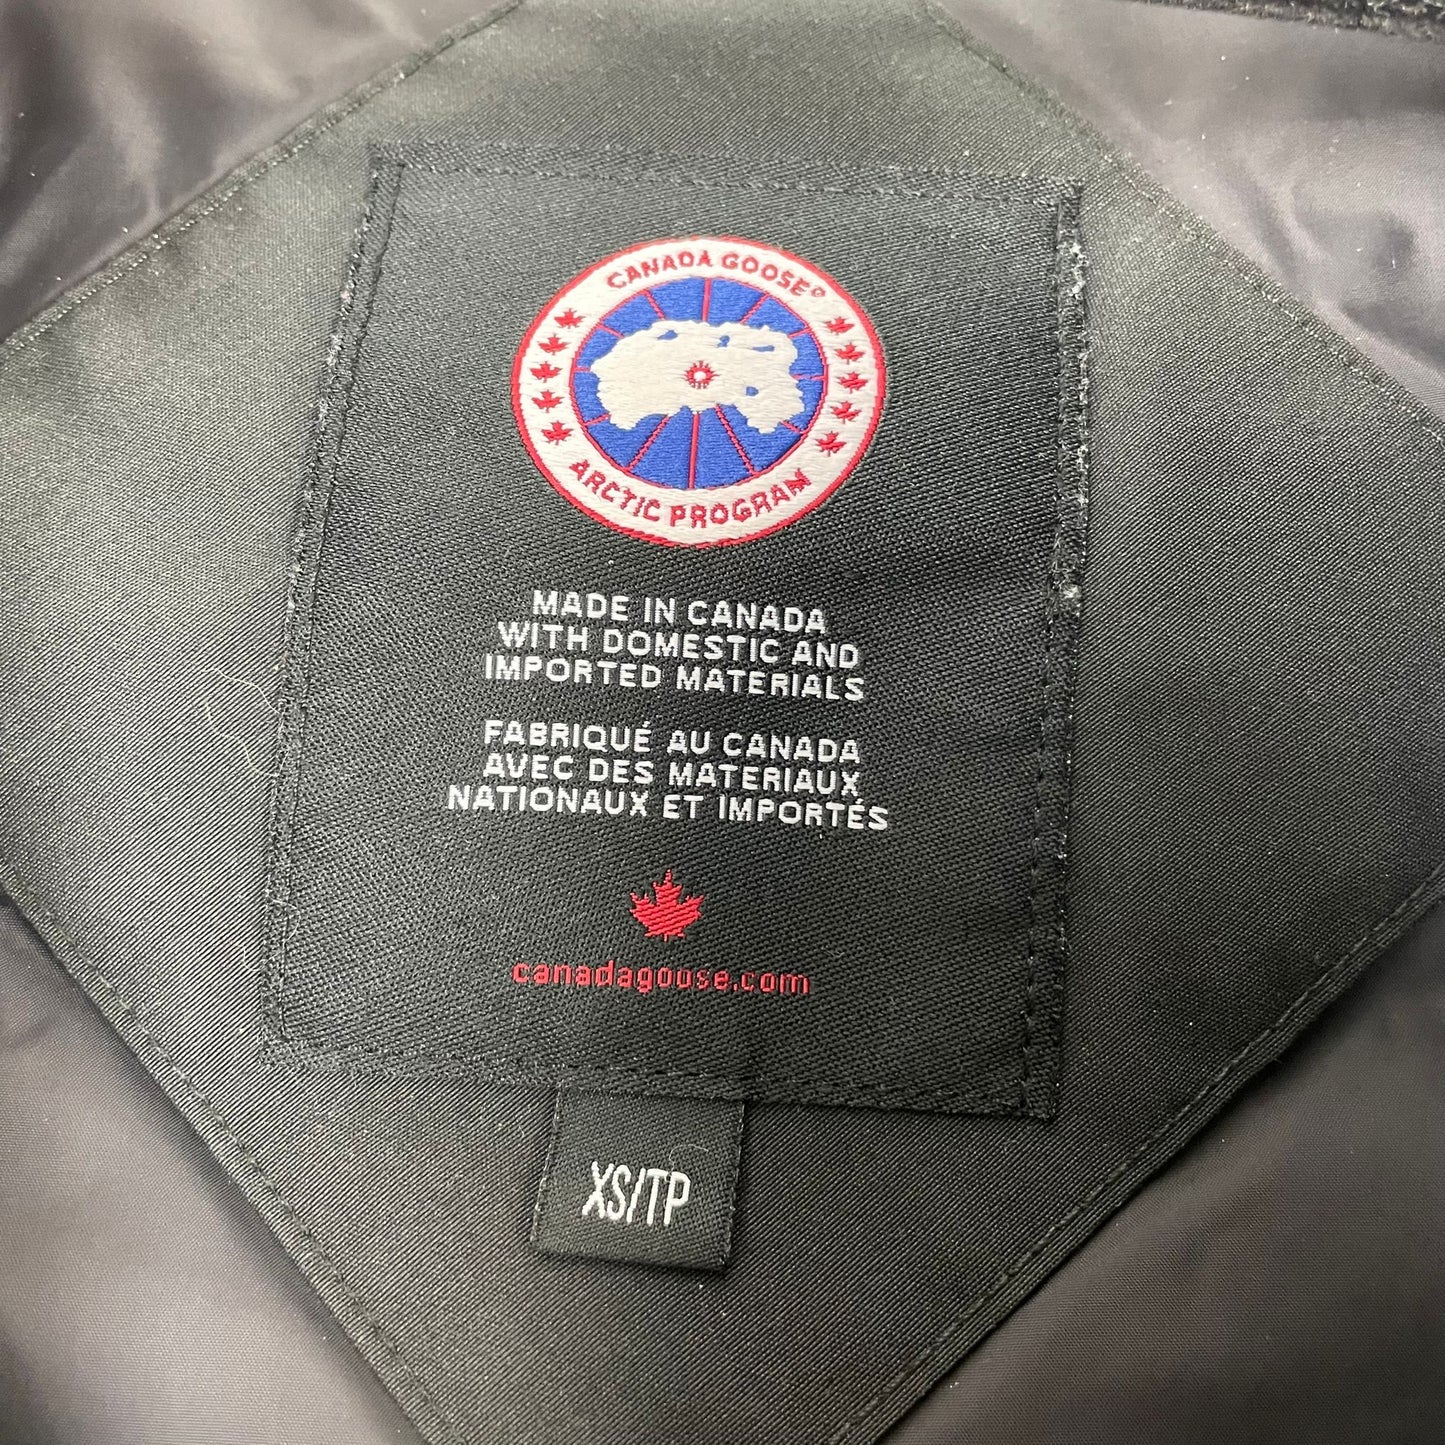 CANADA GOOSE®
ARCTIC PROGRAM
MADE IN CANADA
WITH DOMESTIC AND
IMPORTED MATERIALS
FABRIQUÉ AU CANADA
AVEC DES MATERIAUX
NATIONAUX ET IMPORTÉS
canadagoose.com
XS/TP